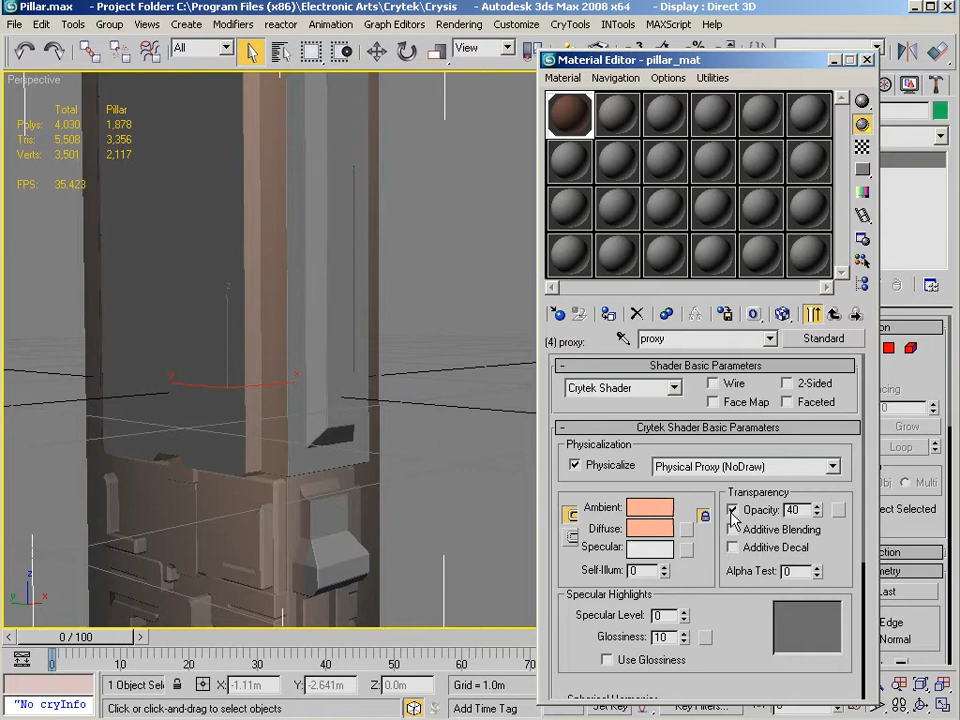 Pillar.max - Project Folder: C:\Program Files (x86)\Electronic Arts\Crytek\Crysis - Autodesk 3ds Max 2008 x64 - Display : Direct 3D
File Edit Tools Group Views Create Modifiers reactor Animation Graph Editors Rendering Customize CryTools INTools MAXScript Help
All
View
Perspective
Total Pillar
Polys: 4,030 1,878
Tris: 5,508 3,356
Verts: 3,501 2,117
FPS: 35.423
z
y
x
z
y
x
Material Editor - pillar_mat
Material Navigation Options Utilities
(4) proxy:
proxy
Standard
Shader Basic Parameters
Crytek Shader
Wire
2-Sided
Face Map
Faceted
Crytek Shader Basic Paramaters
Physicalization
Physicalize
Physical Proxy (NoDraw)
Ambient:
Diffuse:
Specular:
Self-Illum: 0
Transparency
Opacity: 40
Additive Blending
Additive Decal
Alpha Test: 0
Specular Highlights
Specular Level: 0
Glossiness: 10
Use Glossiness
Grow
Loop
Obj
Multi
Select Selected
Edge
Normal
0 / 100
0 10 20 30 40 50 60 70
1 Object Sel
X: -1.11m
Y: -2.641m
Z: 0.0m
Grid = 1.0m
"No cryInfo
Click or click-and-drag to select objects
Add Time Tag
Set Key
Key Filters...